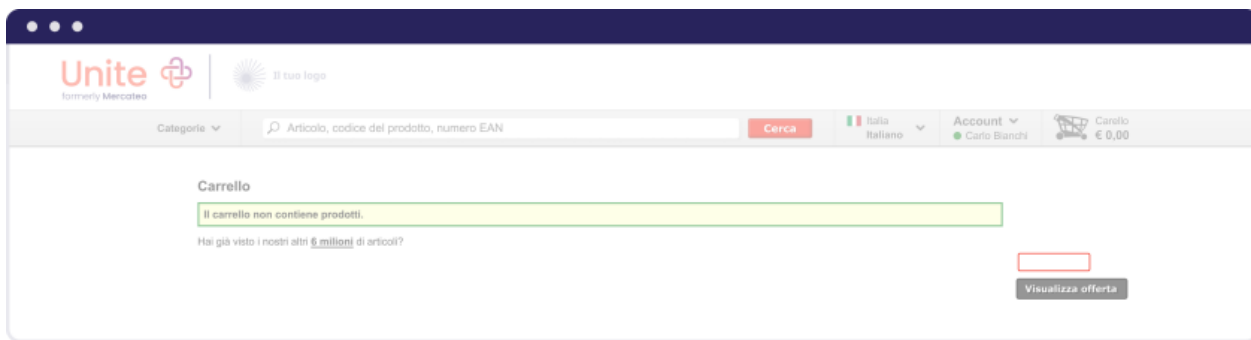 Unite
formerly Mercateo
Il tuo logo
Categorie
Articolo, codice del prodotto, numero EAN
Cerca
Italia
Italiano
Account
Carlo Bianchi
Carello
€ 0,00
Carrello
Il carrello non contiene prodotti.
Hai già visto i nostri altri 6 milioni di articoli?
Visualizza offerta